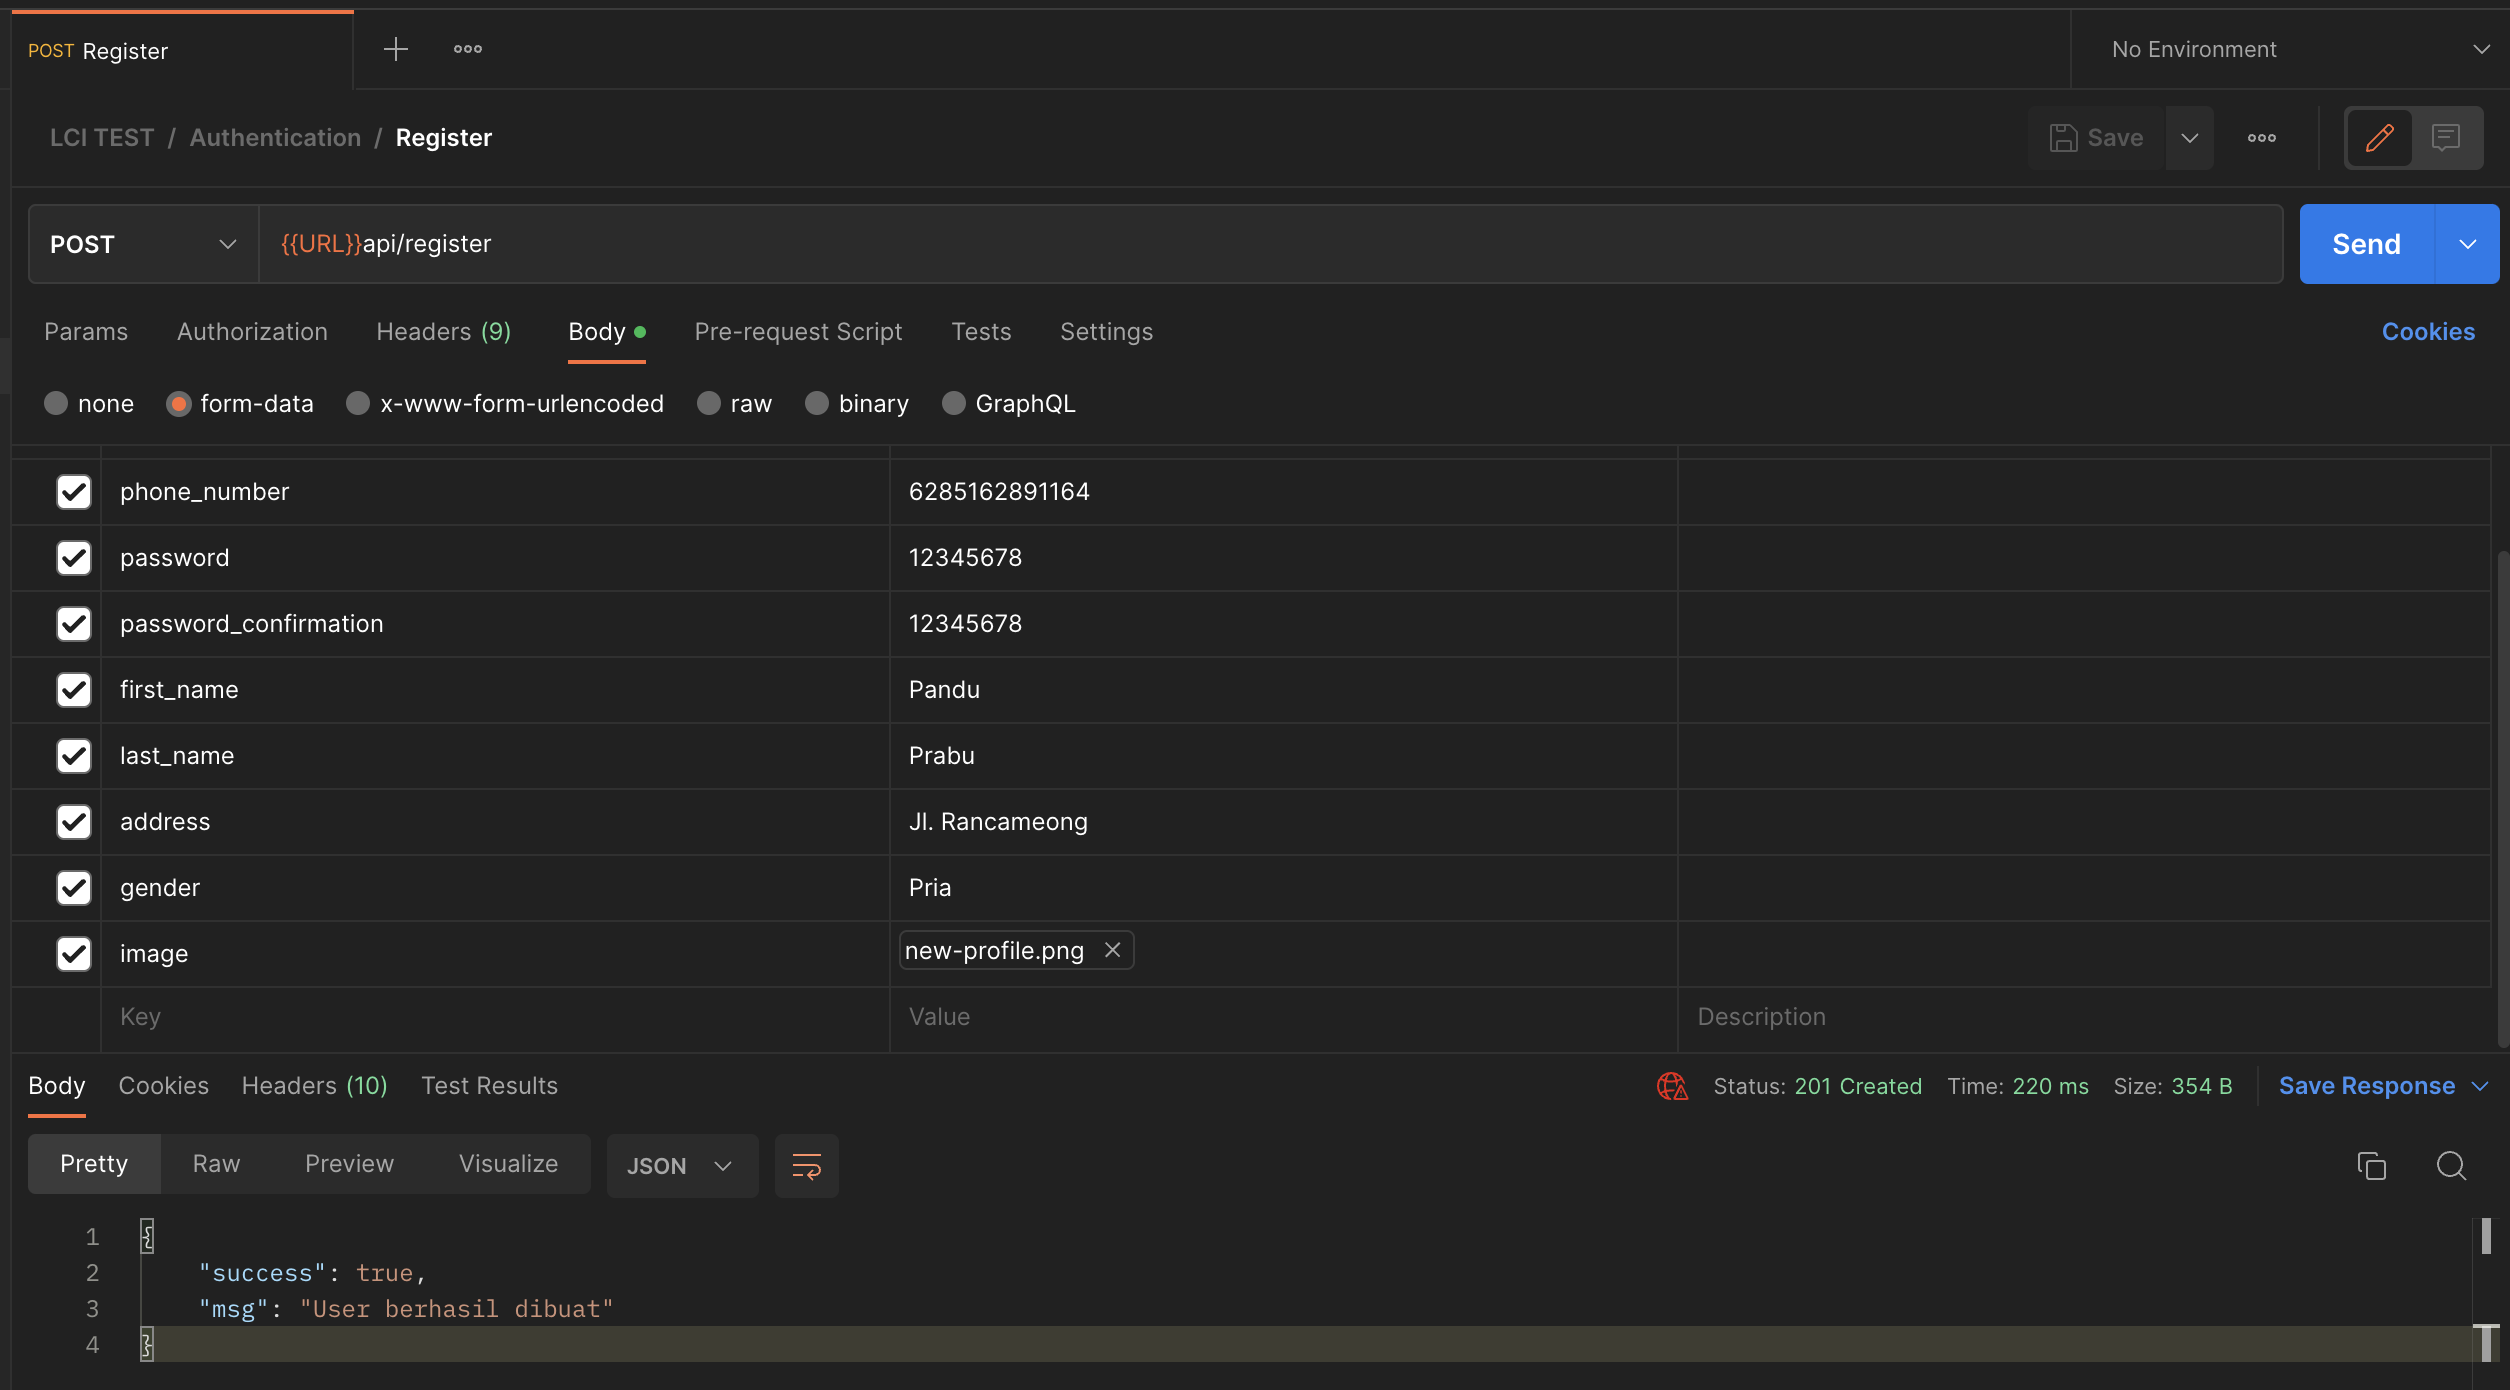 POST Register
No Environment
LCI TEST / Authentication / Register
Save
POST
{{URL}}api/register
Send
Params Authorization Headers (9) Body Pre-request Script Tests Settings Cookies
none form-data x-www-form-urlencoded raw binary GraphQL
phone_number 6285162891164
password 12345678
password_confirmation 12345678
first_name Pandu
last_name Prabu
address Jl. Rancameong
gender Pria
image new-profile.png
Key Value Description
Body Cookies Headers (10) Test Results Status: 201 Created Time: 220 ms Size: 354 B Save Response
Pretty Raw Preview Visualize JSON
1 {
2 "success": true,
3 "msg": "User berhasil dibuat"
4 }